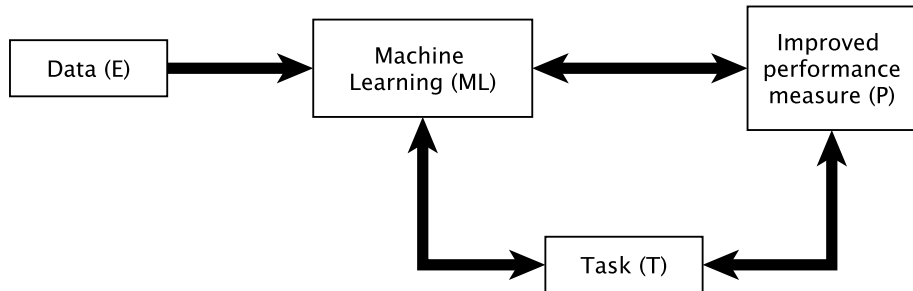 Data (E)
Machine
Learning (ML)
Improved
performance
measure (P)
Task (T)